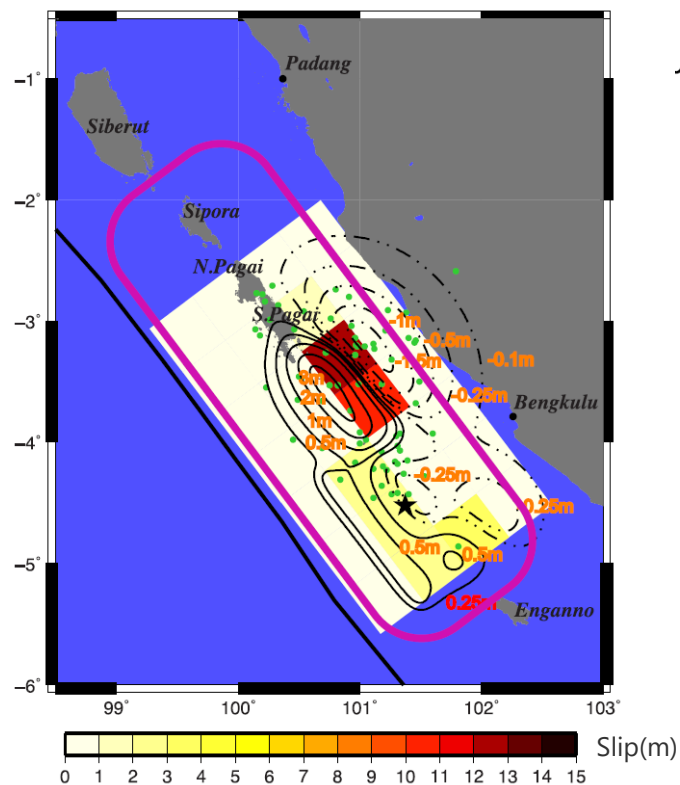 Padang
−1˚
Siberut
−2˚
Sipora
N.Pagai
S.Pagai
−3˚
-1m
-0.5m
-1.5m
-0.1m
3m
2m
-0.25m
Bengkulu
1m
−4˚
0.5m
-0.25m
0.25m
0.5m
0.5m
−5˚
0.25m
Enganno
−6˚
99˚ 100˚ 101˚ 102˚ 103˚
Slip(m)
0 1 2 3 4 5 6 7 8 9 10 11 12 13 14 15